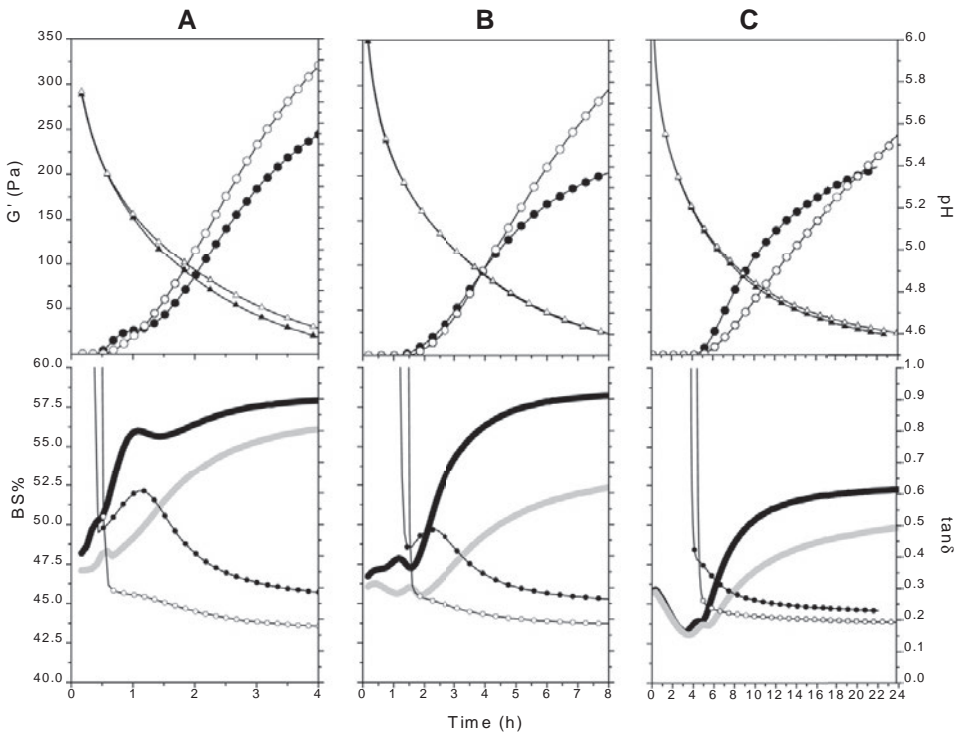 A B C
350 300 250 200 150 100 50
G' (Pa)
6.0 5.8 5.6 5.4 5.2 5.0 4.8 4.6
pH
60.0 57.5 55.0 52.5 50.0 47.5 45.0 42.5 40.0
BS%
1.0 0.9 0.8 0.7 0.6 0.5 0.4 0.3 0.2 0.1 0.0
tanδ
0 1 2 3 4
0 1 2 3 4 5 6 7 8
0 2 4 6 8 10 12 14 16 18 20 22 24
Time (h)